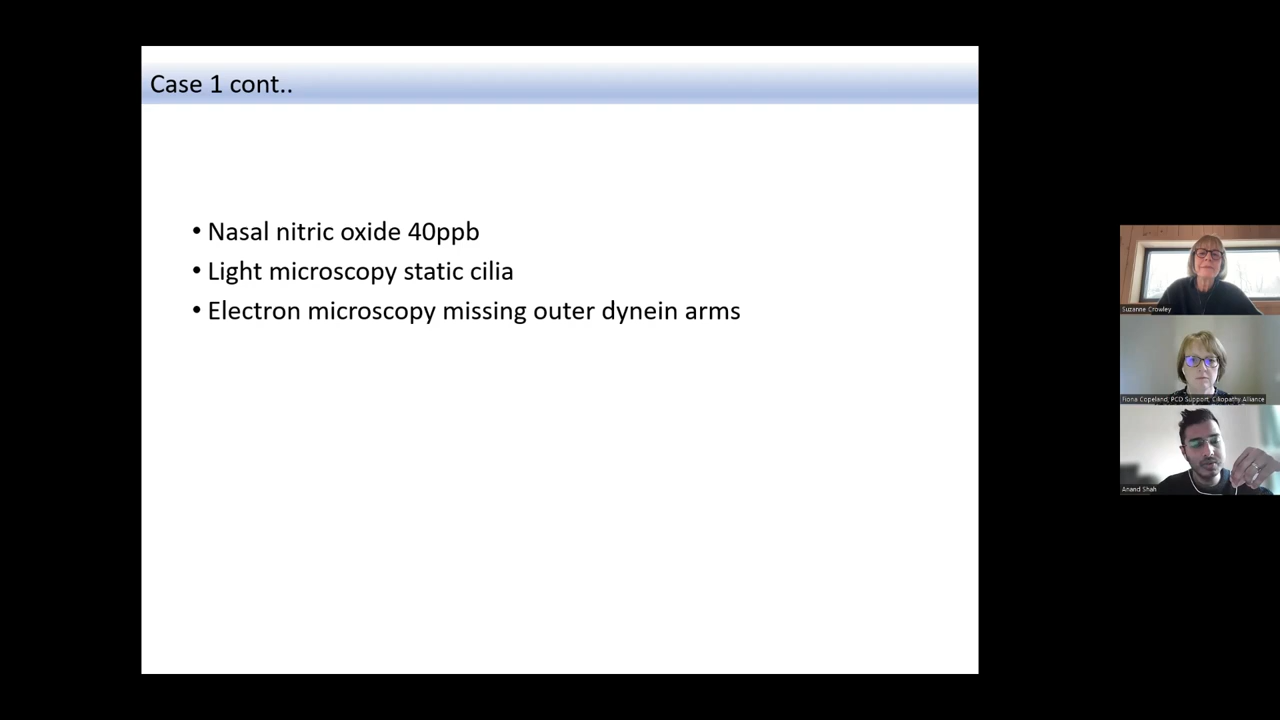 Case 1 cont..
• Nasal nitric oxide 40ppb
• Light microscopy static cilia
• Electron microscopy missing outer dynein arms
Suzanne Crowley
Fiona Copeland, PCD Support, Ciliopathy Alliance
Anand Shah